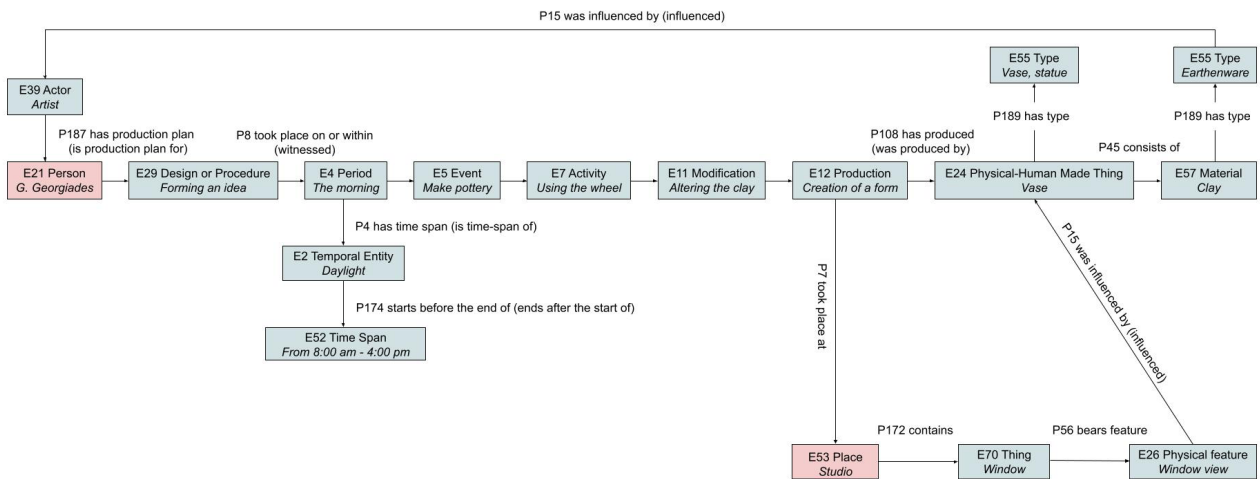 P15 was influenced by (influenced)
E39 Actor
Artist
E55 Type
Vase, statue
E55 Type
Earthenware
P187 has production plan
(is production plan for)
P8 took place on or within
(witnessed)
P108 has produced
(was produced by)
P189 has type
P45 consists of
P189 has type
E21 Person
G. Georgiades
E29 Design or Procedure
Forming an idea
E4 Period
The morning
E5 Event
Make pottery
E7 Activity
Using the wheel
E11 Modification
Altering the clay
E12 Production
Creation of a form
E24 Physical-Human Made Thing
Vase
E57 Material
Clay
P4 has time span (is time-span of)
E2 Temporal Entity
Daylight
P174 starts before the end of (ends after the start of)
E52 Time Span
From 8:00 am - 4:00 pm
P7 took place at
P15 was influenced by (influenced)
E53 Place
Studio
P172 contains
E70 Thing
Window
P56 bears feature
E26 Physical feature
Window view